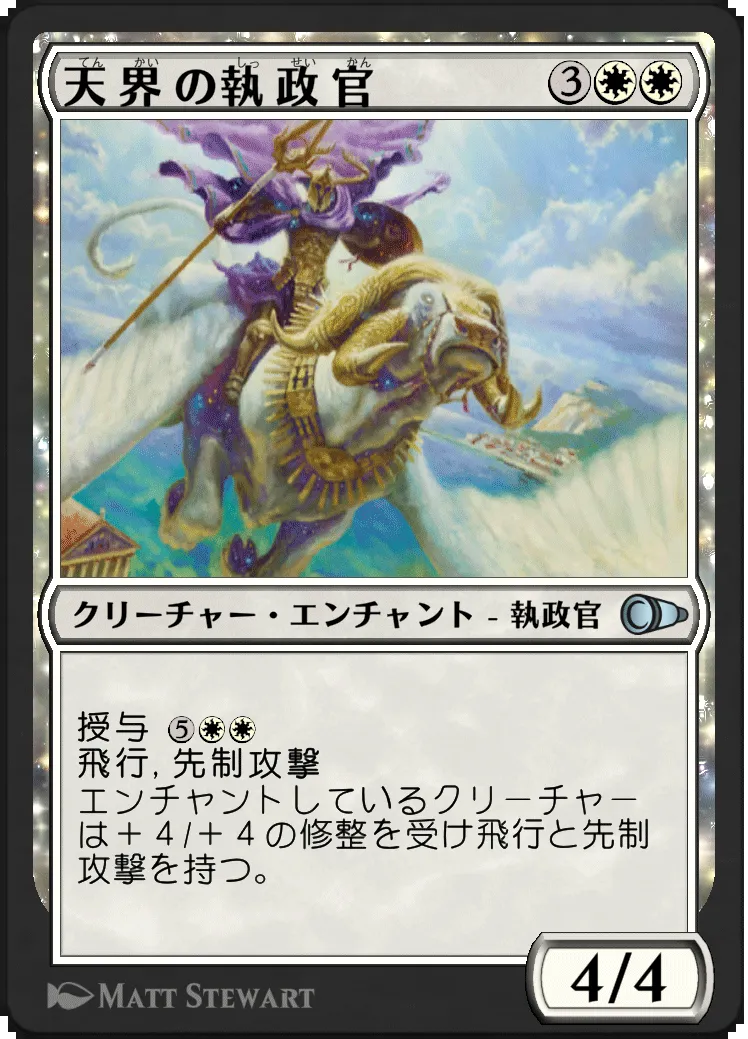 天界の執政官 3
クリーチャー・エンチャント - 執政官
授与 5
飛行, 先制攻撃
エンチャントしているクリーチャー
は+4/+4の修整を受け飛行と先制
攻撃を持つ。
4/4
MATT STEWART